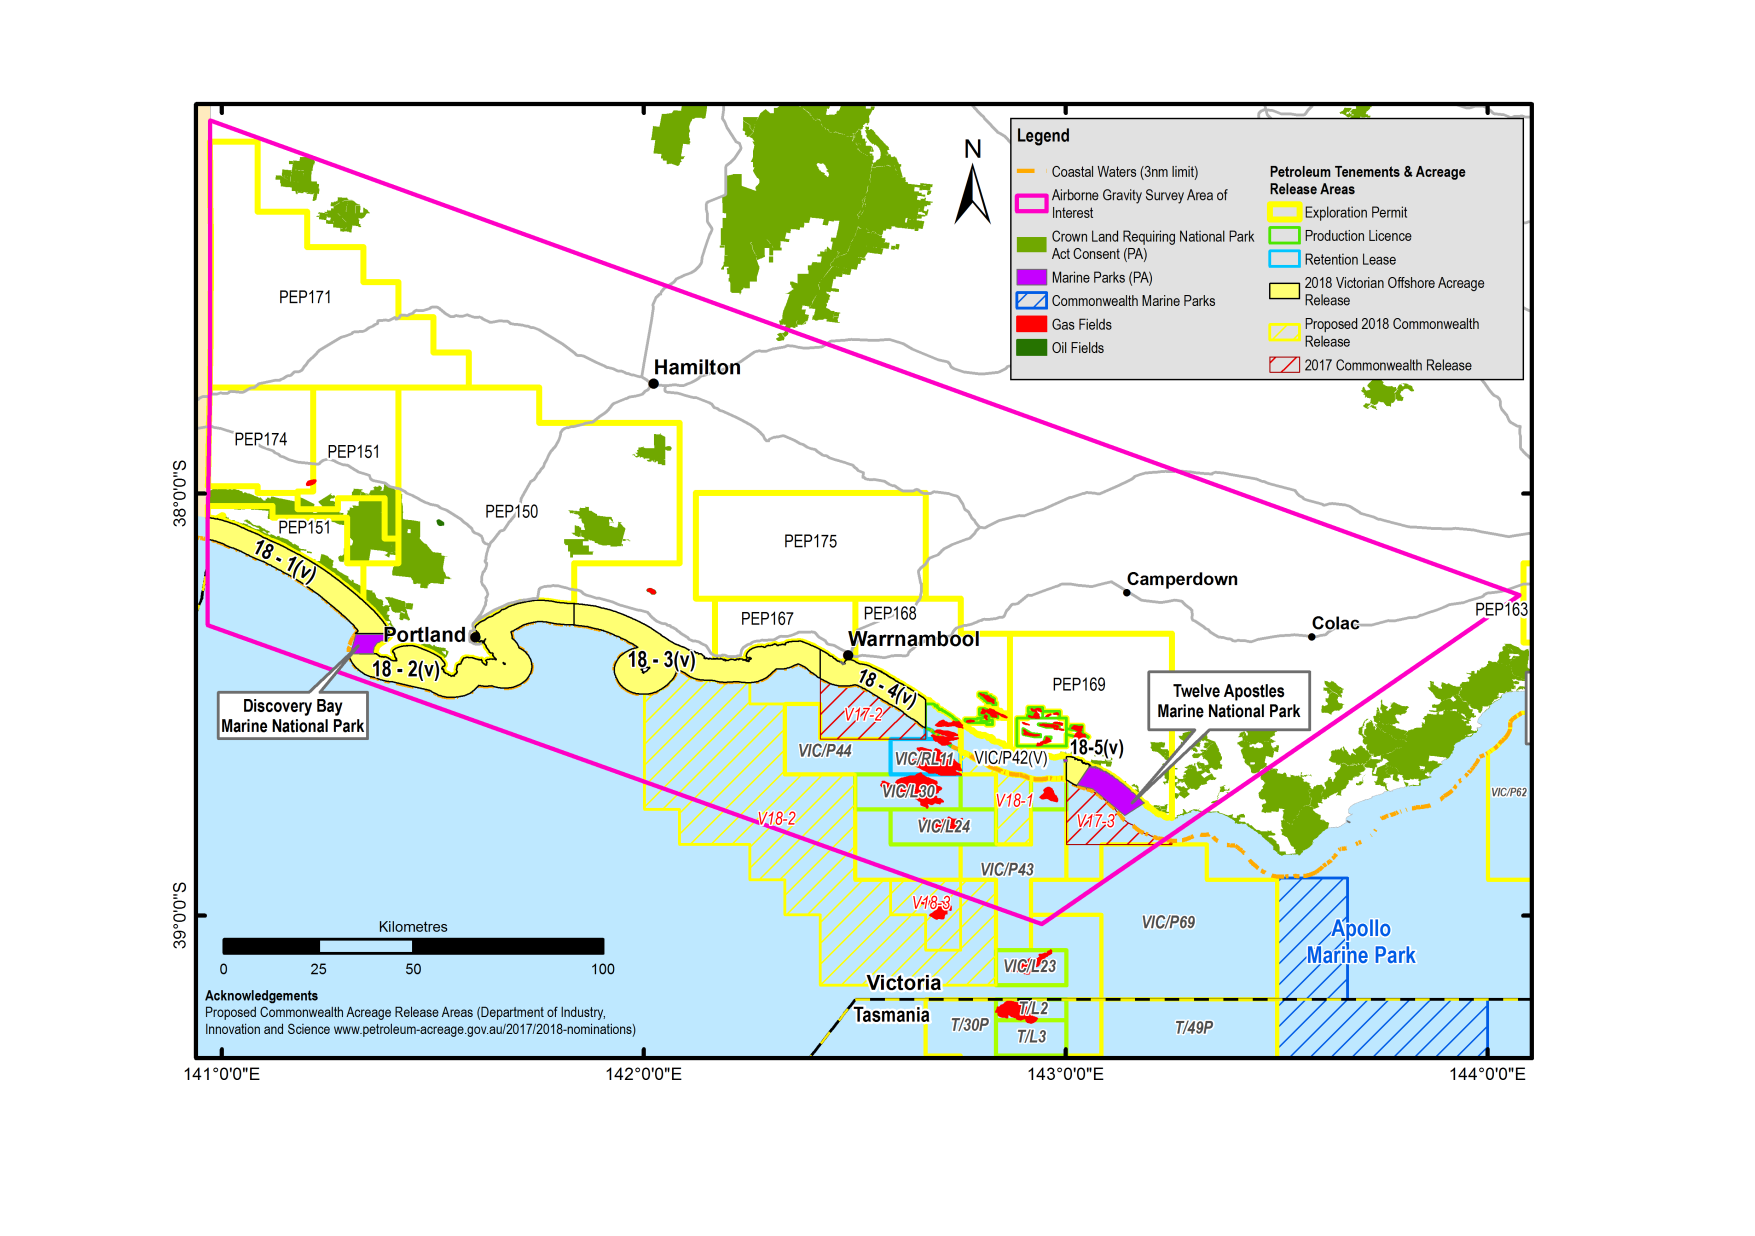 Legend
Coastal Waters (3nm limit)
Airborne Gravity Survey Area of
Interest
Crown Land Requiring National Park
Act Consent (PA)
Marine Parks (PA)
Commonwealth Marine Parks
Gas Fields
Oil Fields
Petroleum Tenements & Acreage
Release Areas
Exploration Permit
Production Licence
Retention Lease
2018 Victorian Offshore Acreage
Release
Proposed 2018 Commonwealth
Release
2017 Commonwealth Release
N
PEP171
Hamilton
PEP174
PEP151
38°0'0"S
PEP150
PEP151
PEP175
18 - 1(v)
Camperdown
PEP167
PEP168
PEP163
Colac
Portland
Warrnambool
18 - 2(v)
18 - 3(v)
18 - 4(v)
PEP169
Twelve Apostles
Marine National Park
Discovery Bay
Marine National Park
V17-2
18-5(v)
VIC/P44
VIC/RL11
VIC/P42(V)
VIC/L30
V18-1
VIC/P62
V18-2
VIC/L24
V17-3
VIC/P43
V18-3
39°0'0"S
VIC/P69
Apollo
Marine Park
Kilometres
0
25
50
100
VIC/L23
Victoria
Acknowledgements
Proposed Commonwealth Acreage Release Areas (Department of Industry,
Innovation and Science www.petroleum-acreage.gov.au/2017/2018-nominations)
Tasmania
T/30P
T/L2
T/L3
T/49P
141°0'0"E
142°0'0"E
143°0'0"E
144°0'0"E